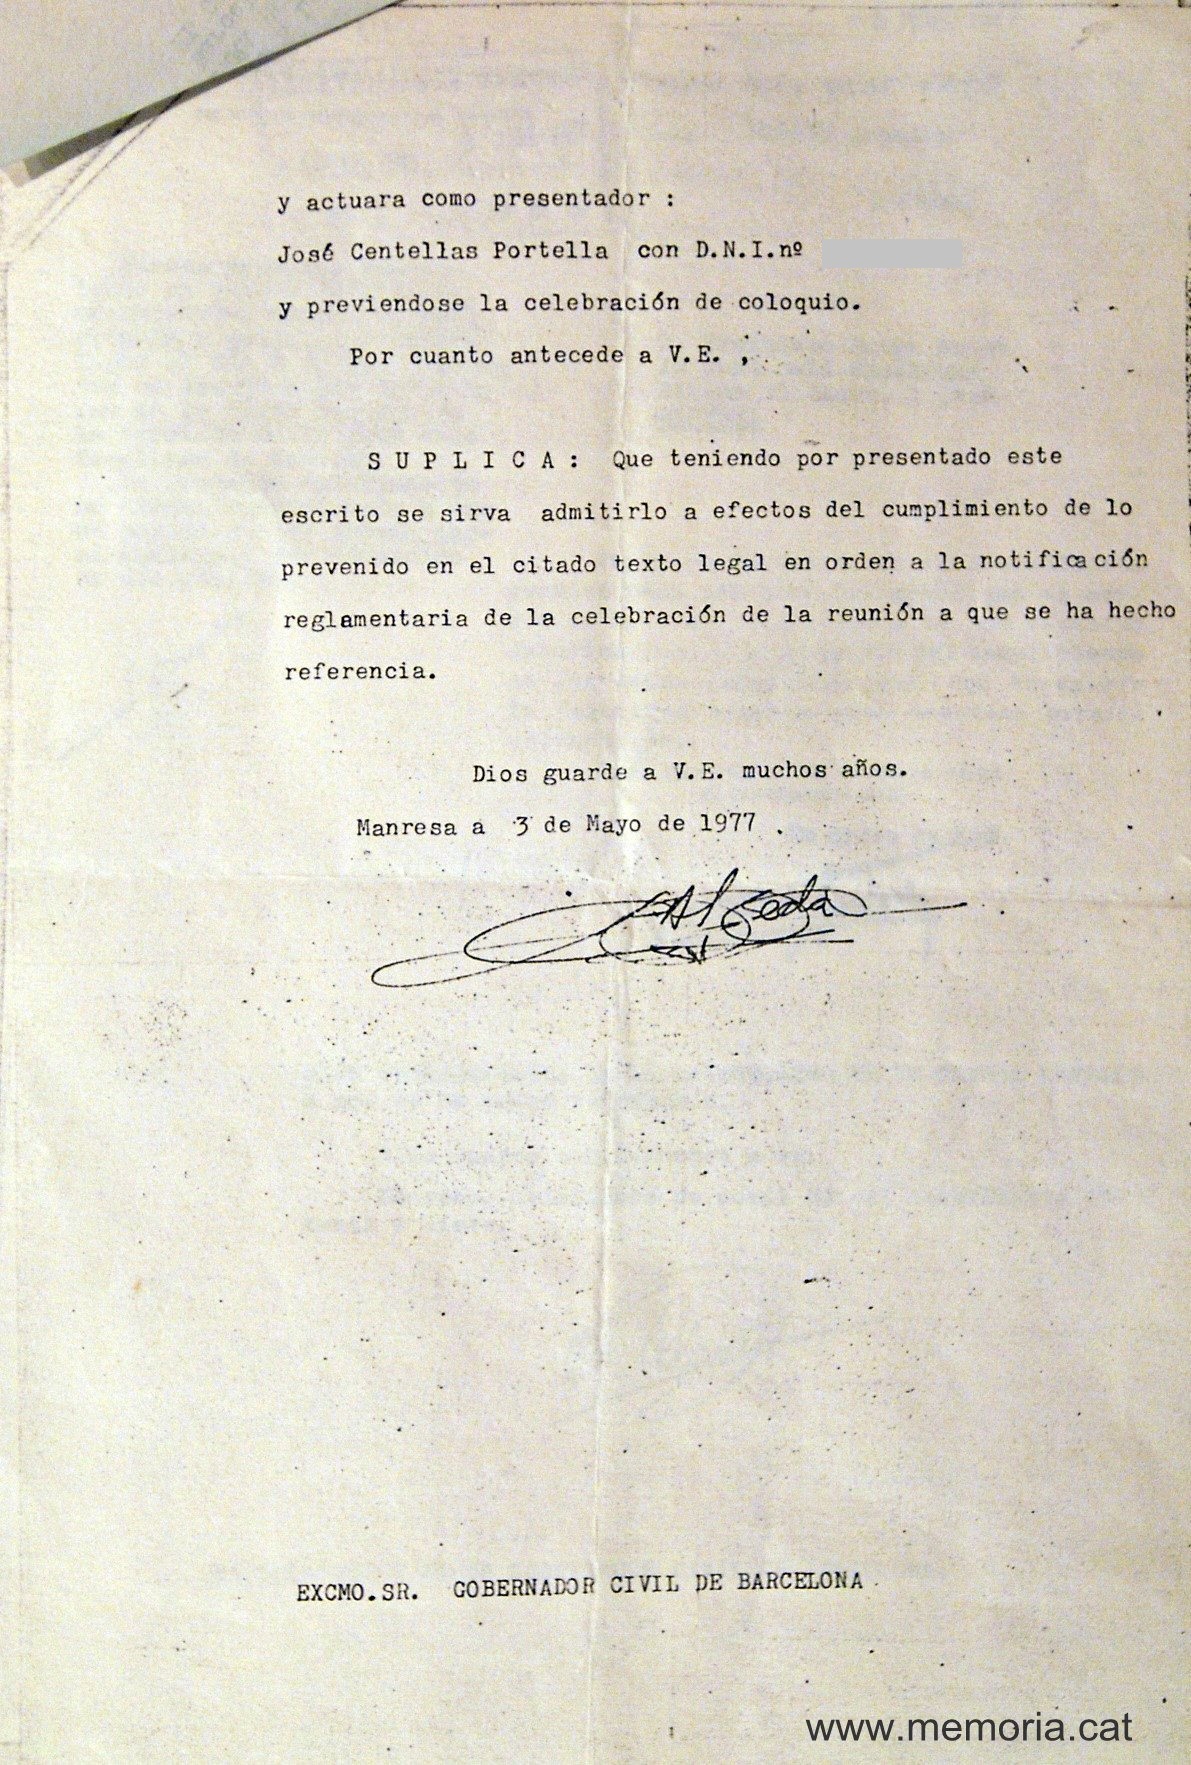 y actuara como presentador :
José Centellas Portella con D.N.I.nº
y previendose la celebración de coloquio.
Por cuanto antecede a V.E. ,
S U P L I C A : Que teniendo por presentado este
escrito se sirva admitirlo a efectos del cumplimiento de lo
prevenido en el citado texto legal en orden a la notificación
reglamentaria de la celebración de la reunión a que se ha hecho
referencia.
Dios guarde a V.E. muchos años.
Manresa a 3 de Mayo de 1977 .
EXCMO.SR. GOBERNADOR CIVIL DE BARCELONA
www.memoria.cat